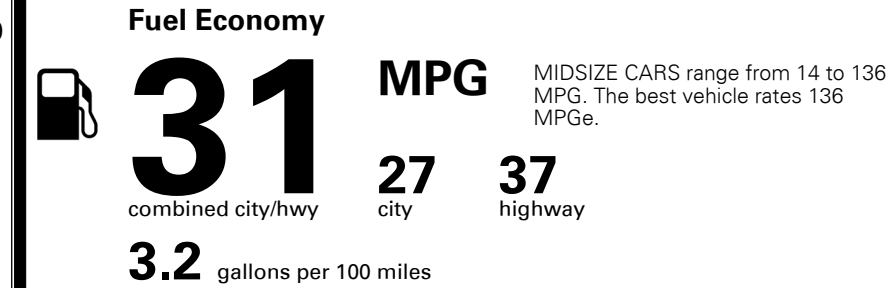 Fuel Economy
31 MPG
MIDSIZE CARS range from 14 to 136
MPG. The best vehicle rates 136
MPGe.
27 37
combined city/hwy city highway
3.2 gallons per 100 miles